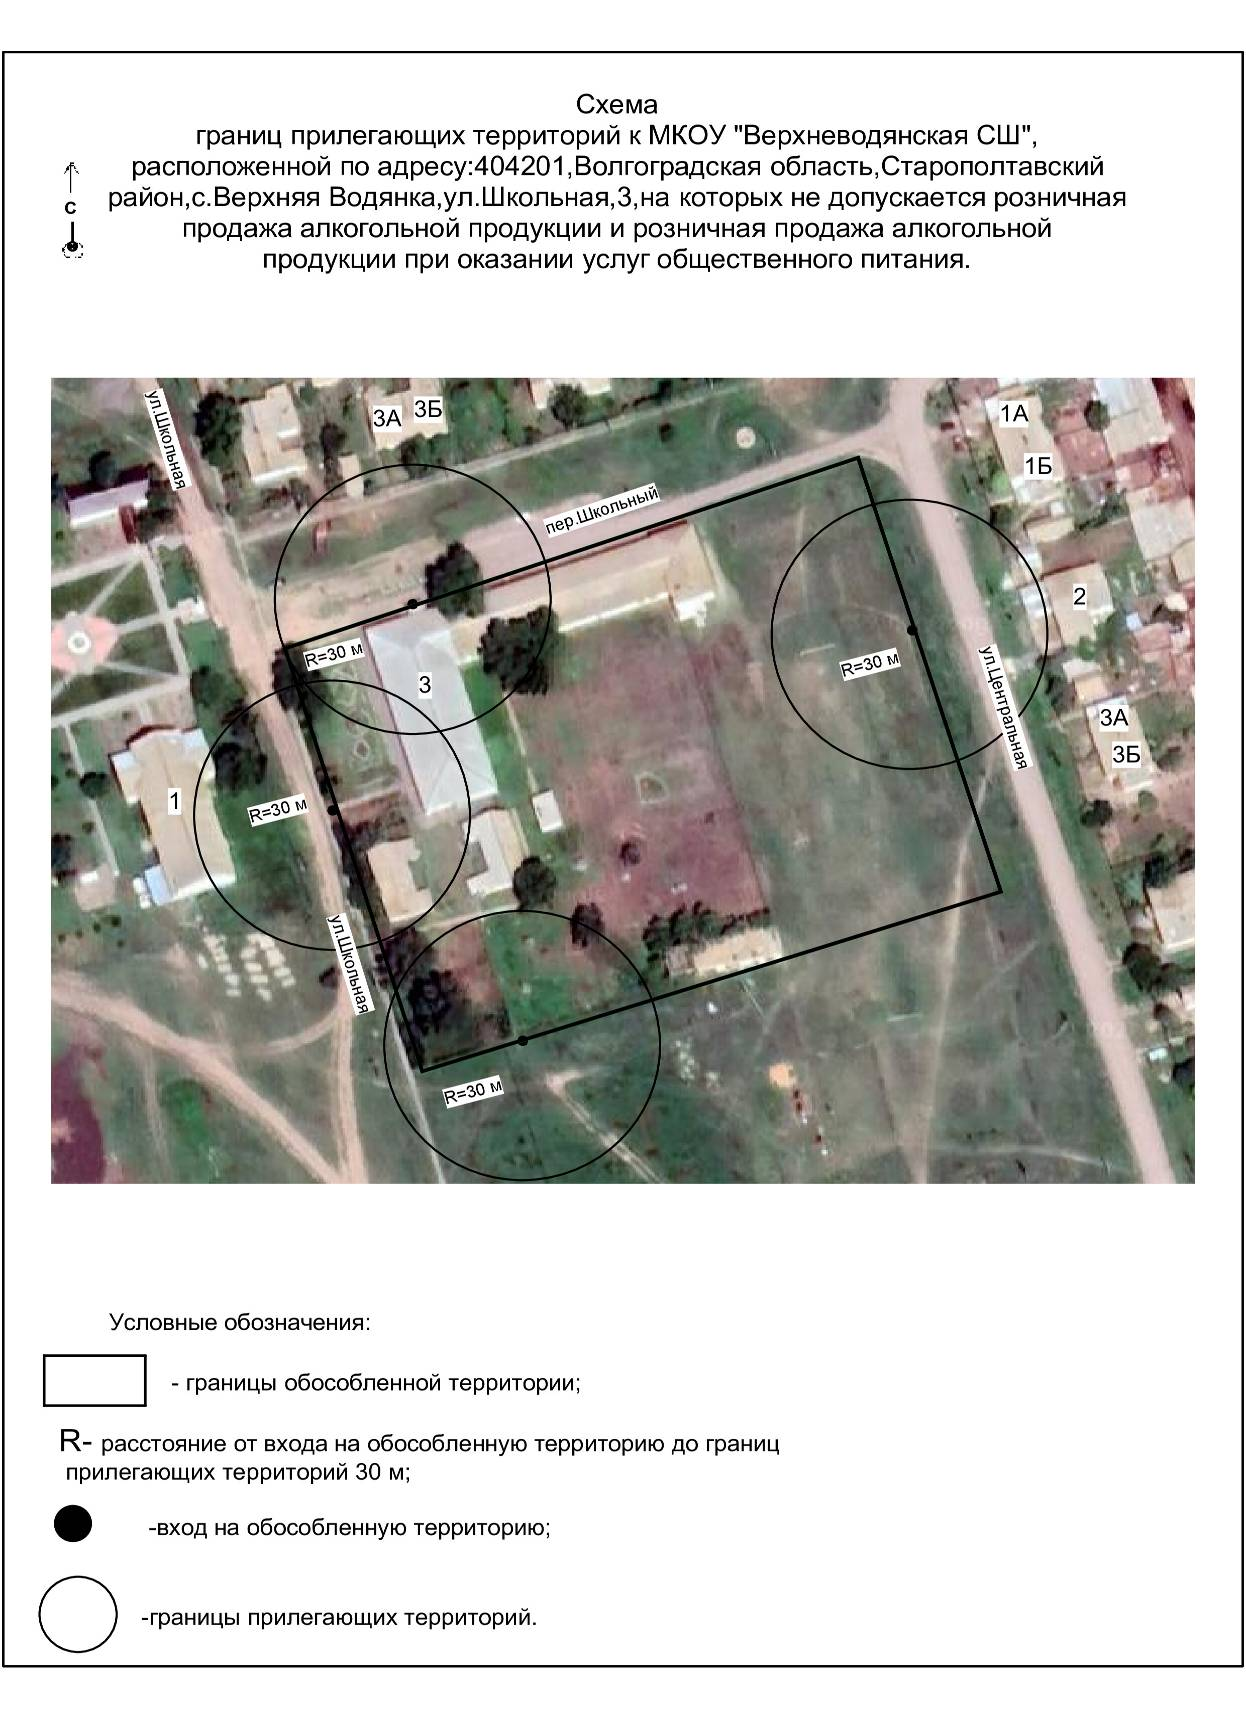 Схема
границ прилегающих территорий к МКОУ "Верхневодянская СШ",
расположенной по адресу:404201,Волгоградская область,Старополтавский
район,с.Верхняя Водянка,ул.Школьная,3,на которых не допускается розничная
продажа алкогольной продукции и розничная продажа алкогольной
продукции при оказании услуг общественного питания.
с
ул.Школьная
3А
3Б
1А
1Б
пер.Школьный
2
R=30 м
R=30 м
3
ул.Центральная
3А
3Б
1
R=30 м
ул.Школьная
R=30 м
Условные обозначения:
- границы обособленной территории;
R- расстояние от входа на обособленную территорию до границ
прилегающих территорий 30 м;
-вход на обособленную территорию;
-границы прилегающих территорий.